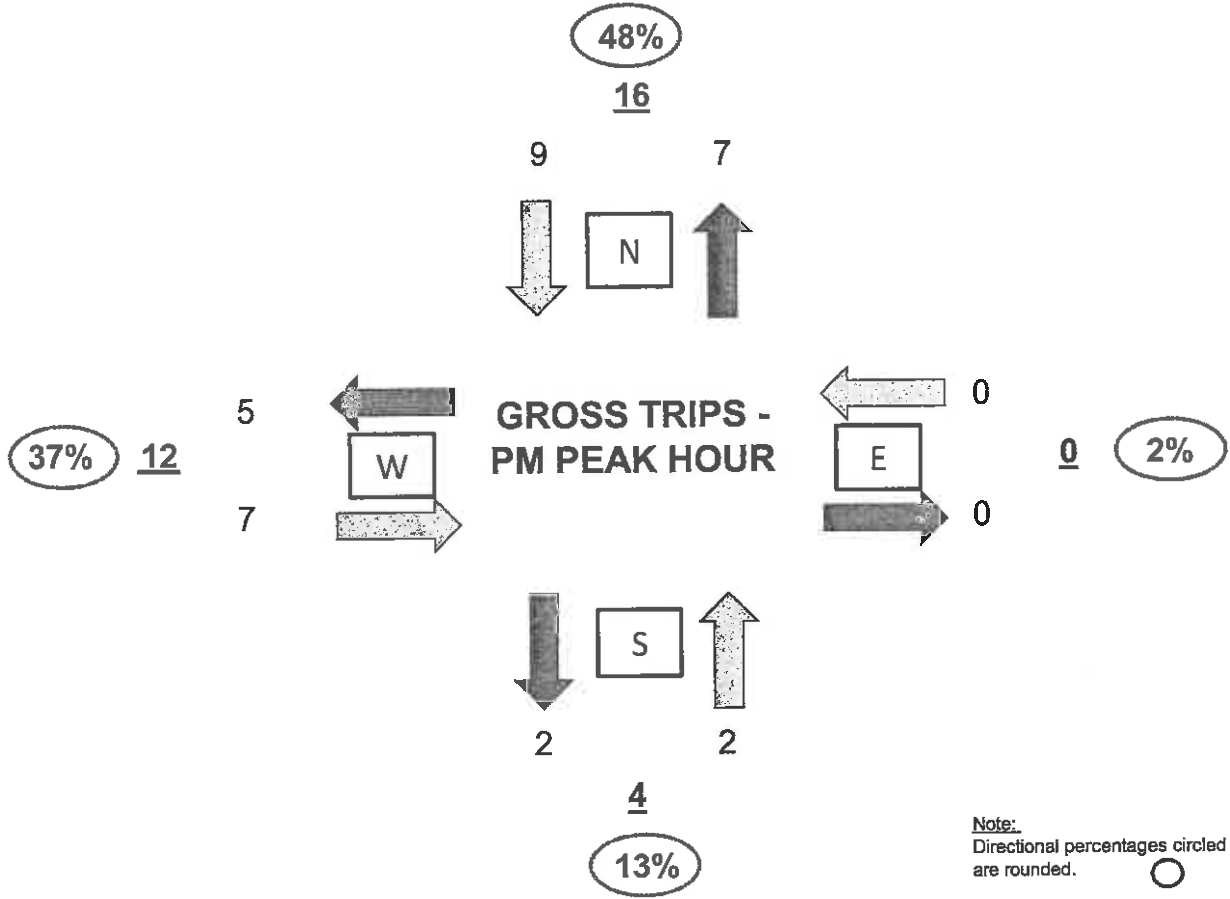 48%
16
9 7
N
5
GROSS TRIPS -
PM PEAK HOUR
0
37% 12
W
E
0 2%
7
0
S
2 2
4
13%
Note:
Directional percentages circled
are rounded.